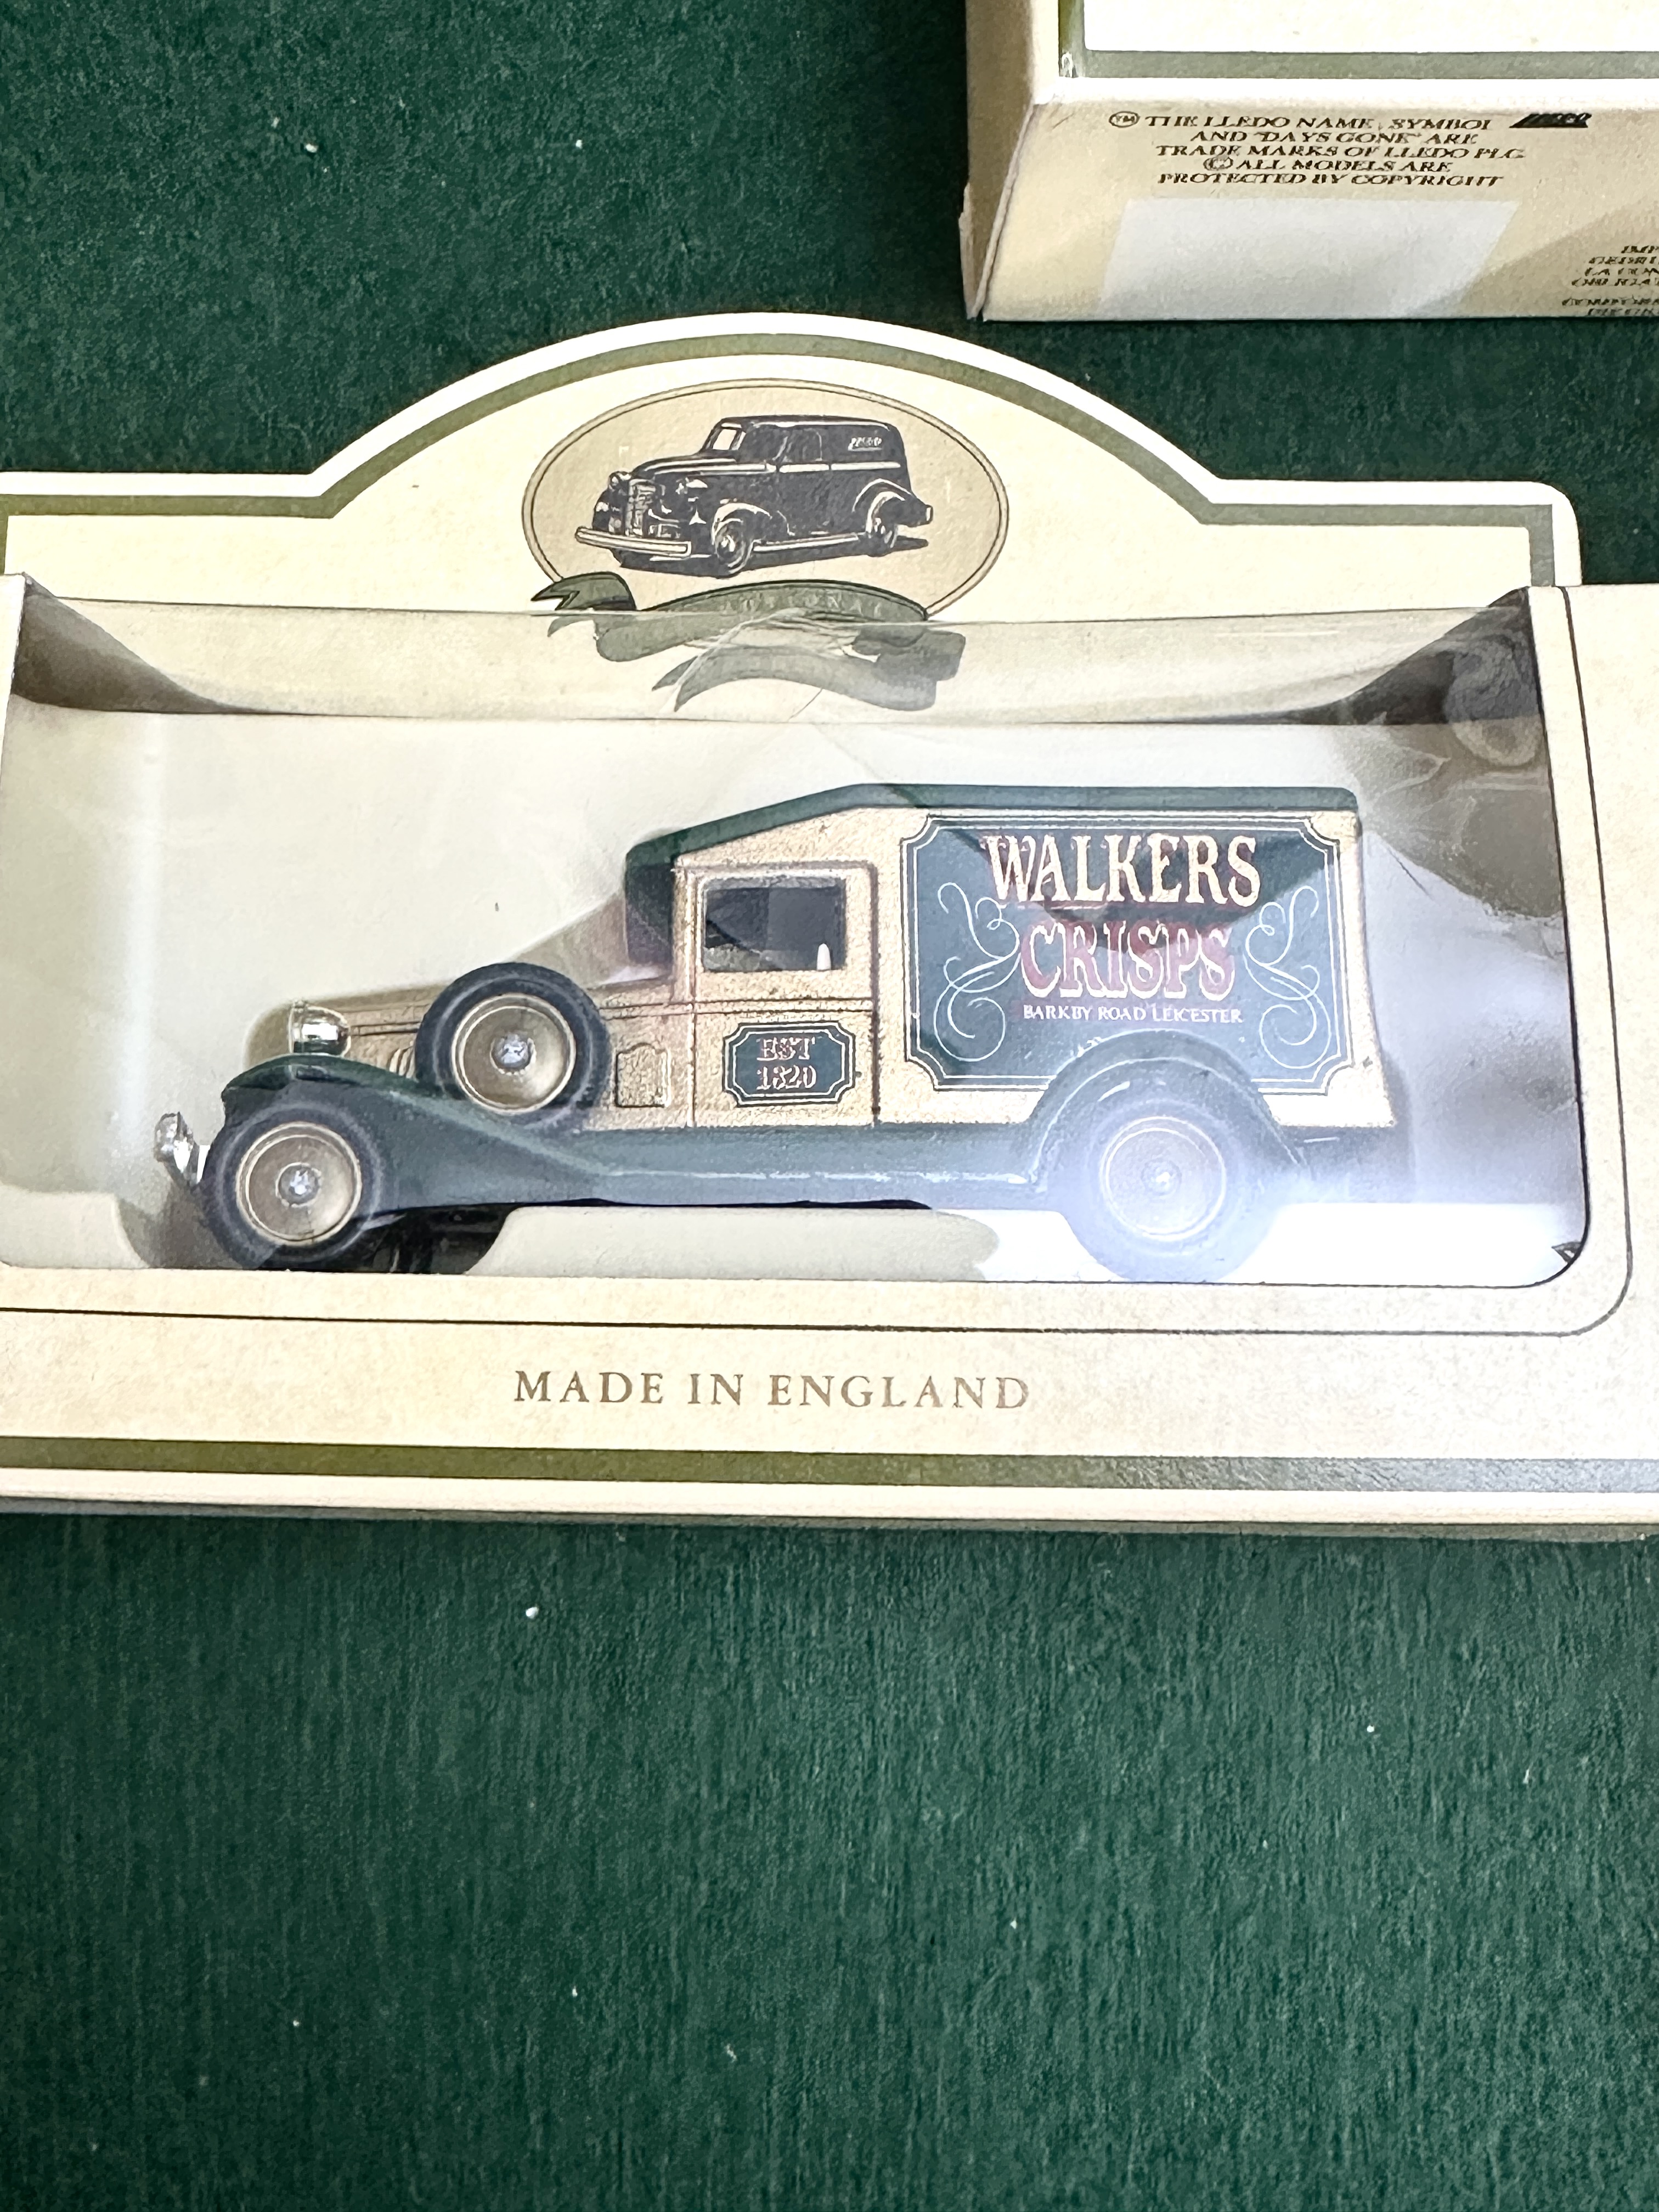 TM THE LLEDO NAME, SYMBOL
AND "DAYS GONE" ARE
TRADE MARKS OF LLEDO PLC
© ALL MODELS ARE
PROTECTED BY COPYRIGHT
WALKERS
CRISPS
BARKBY ROAD LEICESTER
EST
1820
MADE IN ENGLAND